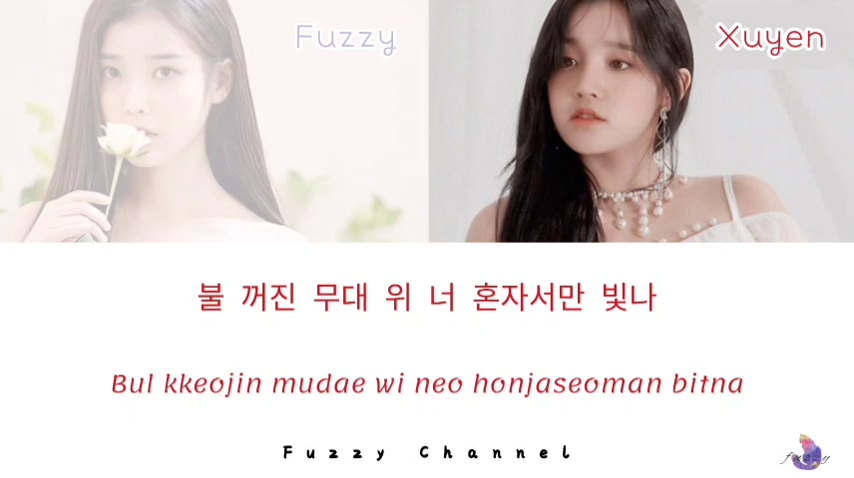 Fuzzy
Xuyen
불 꺼진 무대 위 너 혼자서만 빛나
Bul kkeojin mudae wi neo honjaseoman bitna
Fuzzy Channel
fuzzy